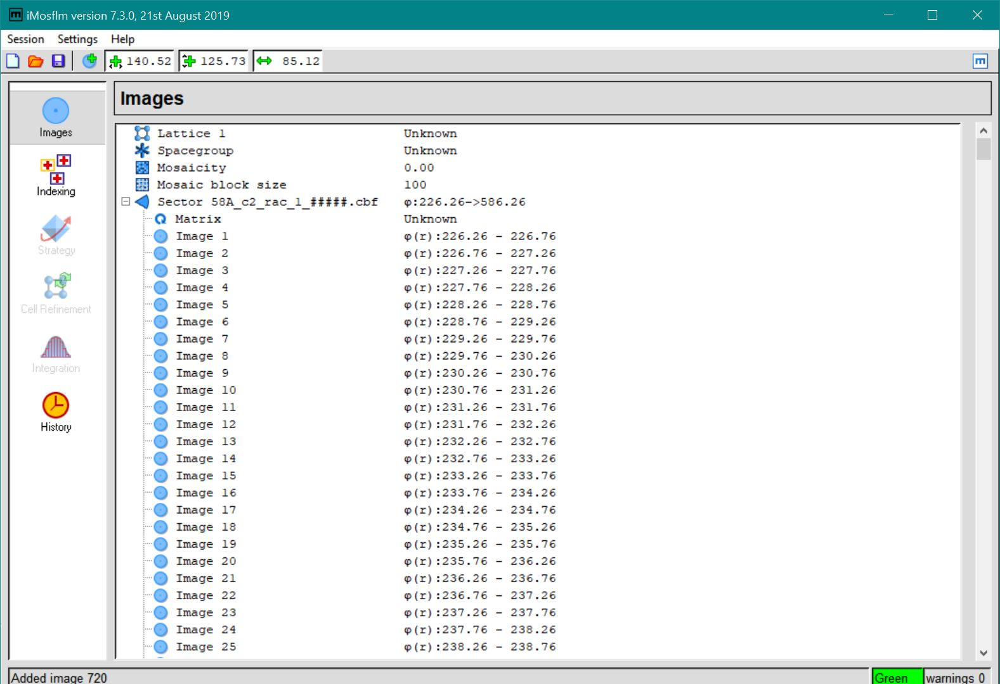 iMosflm version 7.3.0, 21st August 2019
Session Settings Help
140.52 125.73 85.12 m
Images
Images
Indexing
Strategy
Cell Refinement
Integration
History
Lattice 1 Unknown
Spacegroup Unknown
Mosaicity 0.00
Mosaic block size 100
Sector 58A_c2_rac_1_#####.cbf φ:226.26->586.26
Matrix Unknown
Image 1 φ(r):226.26 - 226.76
Image 2 φ(r):226.76 - 227.26
Image 3 φ(r):227.26 - 227.76
Image 4 φ(r):227.76 - 228.26
Image 5 φ(r):228.26 - 228.76
Image 6 φ(r):228.76 - 229.26
Image 7 φ(r):229.26 - 229.76
Image 8 φ(r):229.76 - 230.26
Image 9 φ(r):230.26 - 230.76
Image 10 φ(r):230.76 - 231.26
Image 11 φ(r):231.26 - 231.76
Image 12 φ(r):231.76 - 232.26
Image 13 φ(r):232.26 - 232.76
Image 14 φ(r):232.76 - 233.26
Image 15 φ(r):233.26 - 233.76
Image 16 φ(r):233.76 - 234.26
Image 17 φ(r):234.26 - 234.76
Image 18 φ(r):234.76 - 235.26
Image 19 φ(r):235.26 - 235.76
Image 20 φ(r):235.76 - 236.26
Image 21 φ(r):236.26 - 236.76
Image 22 φ(r):236.76 - 237.26
Image 23 φ(r):237.26 - 237.76
Image 24 φ(r):237.76 - 238.26
Image 25 φ(r):238.26 - 238.76
Added image 720 Green warnings 0